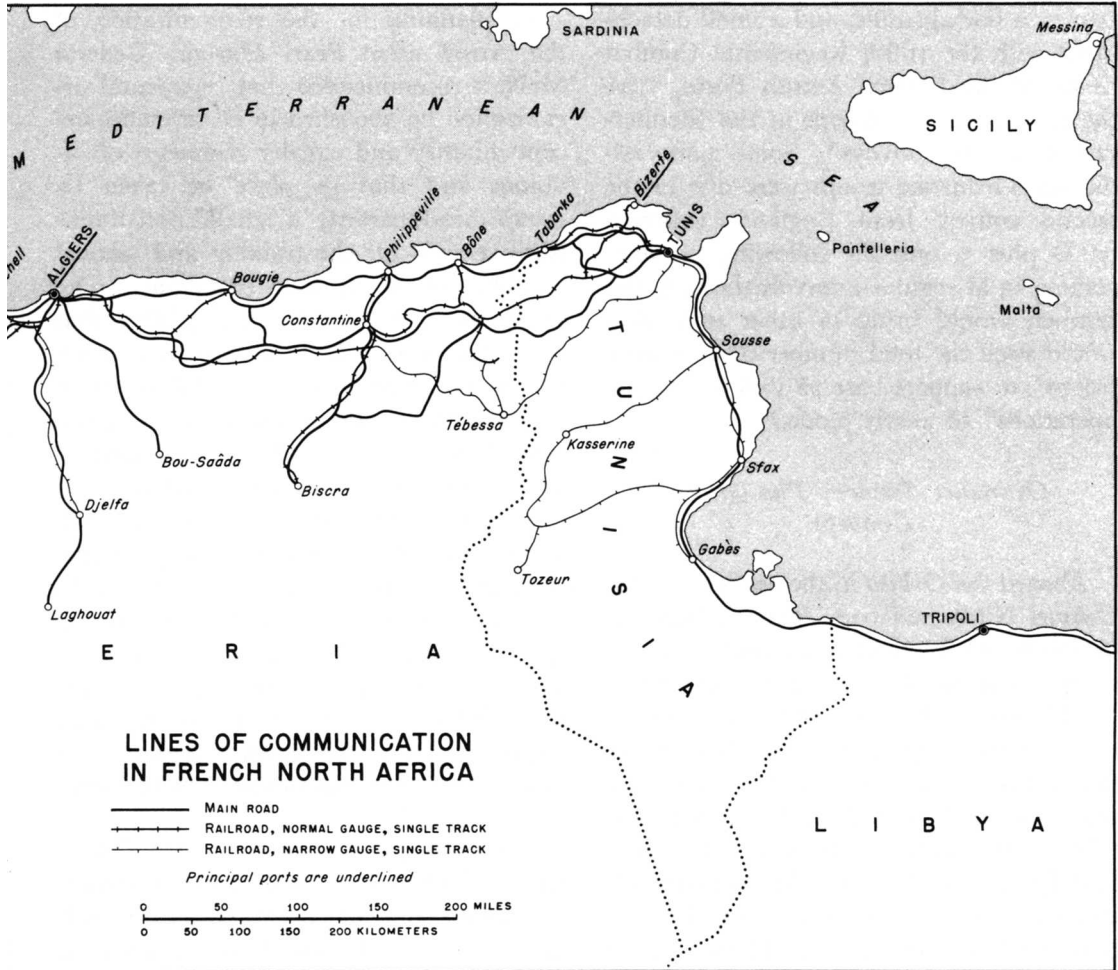 SARDINIA
Messina
MEDITERRANEAN
SEA
SICILY
Bizerte
TUNIS
Tabarka
Bône
Philippeville
Bougie
ALGIERS
Pantelleria
Malta
Constantine
Sousse
TUNISIA
Tébessa
Kasserine
Bou-Saâda
Sfax
Biscra
Djelfa
Gabès
Tozeur
Laghouat
TRIPOLI
ERIA
LINES OF COMMUNICATION
IN FRENCH NORTH AFRICA
MAIN ROAD
RAILROAD, NORMAL GAUGE, SINGLE TRACK
RAILROAD, NARROW GAUGE, SINGLE TRACK
Principal ports are underlined
0 50 100 150 200 MILES
0 50 100 150 200 KILOMETERS
LIBYA